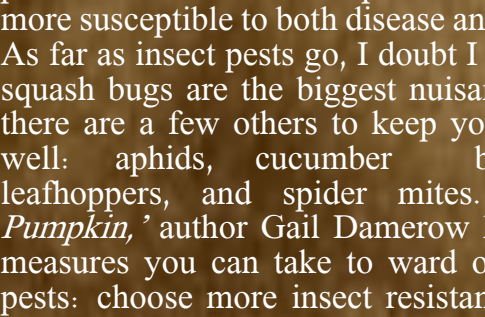 more susceptible to both disease an
As far as insect pests go, I doubt I
squash bugs are the biggest nuisa
there are a few others to keep yo
well: aphids, cucumber b
leafhoppers, and spider mites.
Pumpkin,’ author Gail Damerow
measures you can take to ward o
pests: choose more insect resistan